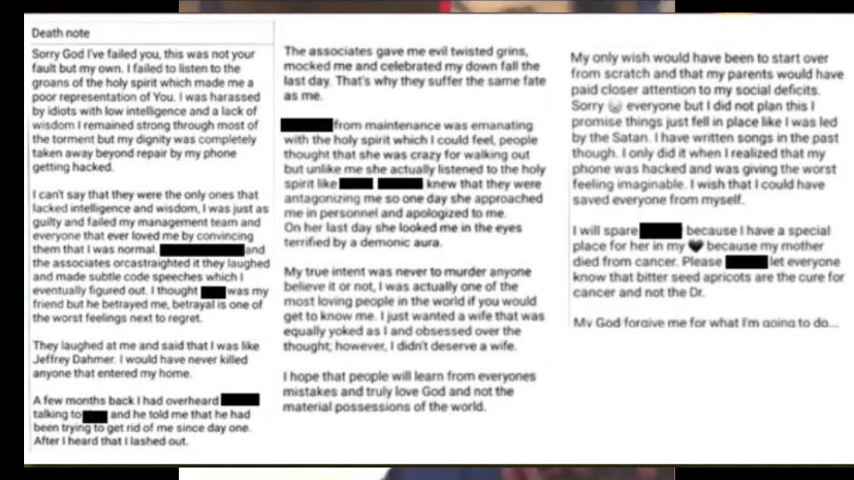 Death note
Sorry God I've failed you, this was not your
fault but my own. I failed to listen to the
groans of the holy spirit which made me a
poor representation of You. I was harassed
by idiots with low intelligence and a lack of
wisdom I remained strong through most of
the torment but my dignity was completely
taken away beyond repair by my phone
getting hacked.
I can't say that they were the only ones that
lacked intelligence and wisdom, I was just as
guilty and failed my management team and
everyone that ever loved me by convincing
them that I was normal. and
the associates orcastraighted it they laughed
and made subtle code speeches which I
eventually figured out. I thought was my
friend but he betrayed me, betrayal is one of
the worst feelings next to regret.
They laughed at me and said that I was like
Jeffrey Dahmer. I would have never killed
anyone that entered my home.
A few months back I had overheard
talking to and he told me that he had
been trying to get rid of me since day one.
After I heard that I lashed out.
The associates gave me evil twisted grins,
mocked me and celebrated my down fall the
last day. That's why they suffer the same fate
as me.
from maintenance was emanating
with the holy spirit which I could feel, people
thought that she was crazy for walking out
but unlike me she actually listened to the holy
spirit like knew that they were
antagonizing me so one day she approached
me in personnel and apologized to me.
On her last day she looked me in the eyes
terrified by a demonic aura.
My true intent was never to murder anyone
believe it or not, I was actually one of the
most loving people in the world if you would
get to know me. I just wanted a wife that was
equally yoked as I and obsessed over the
thought; however, I didn't deserve a wife.
I hope that people will learn from everyones
mistakes and truly love God and not the
material possessions of the world.
My only wish would have been to start over
from scratch and that my parents would have
paid closer attention to my social deficits.
Sorry everyone but I did not plan this I
promise things just fell in place like I was led
by the Satan. I have written songs in the past
though. I only did it when I realized that my
phone was hacked and was giving the worst
feeling imaginable. I wish that I could have
saved everyone from myself.
I will spare because I have a special
place for her in my 🖤 because my mother
died from cancer. Please let everyone
know that bitter seed apricots are the cure for
cancer and not the Dr.
My God forgive me for what I'm going to do...